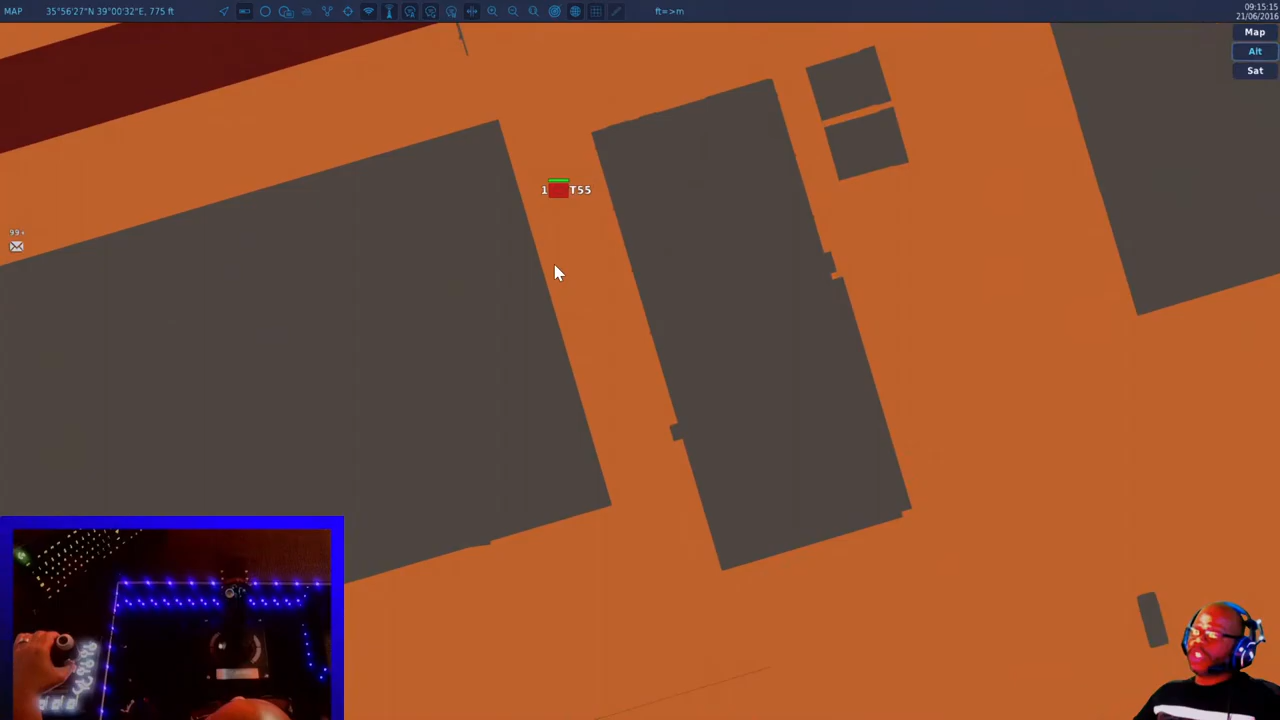 MAP 35°56'27"N 39°00'32"E, 775 ft ft=>m 09:15:15
21/06/2016
Map
Alt
Sat
1 T55
99+